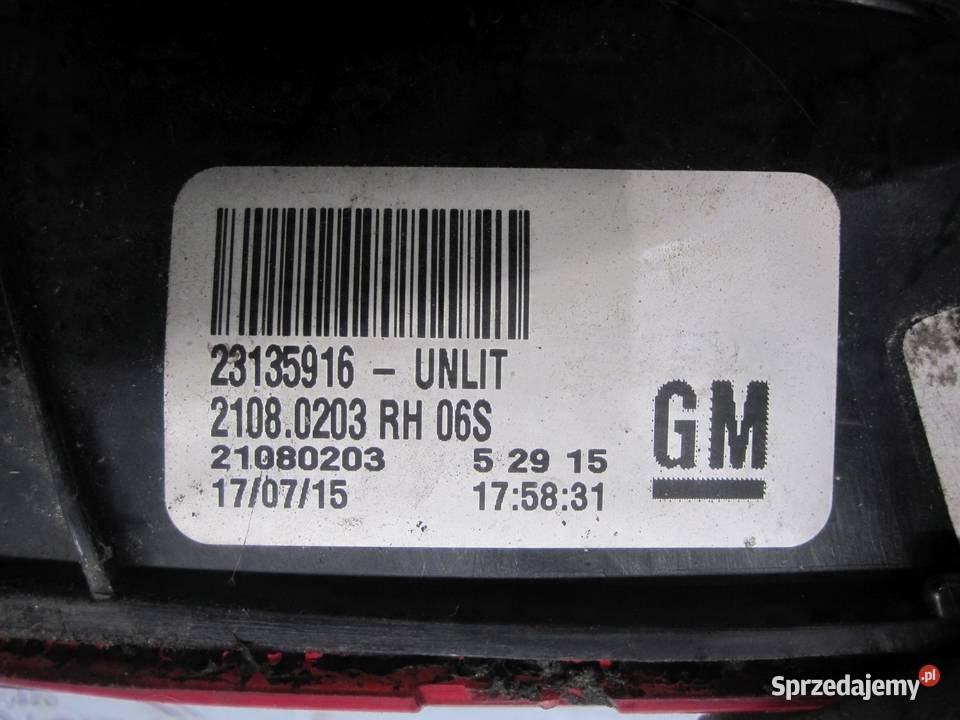 23135916 - UNLIT
2108.0203 RH 06S
21080203 5 29 15
17/07/15 17:58:31
GM
Sprzedajemy.pl